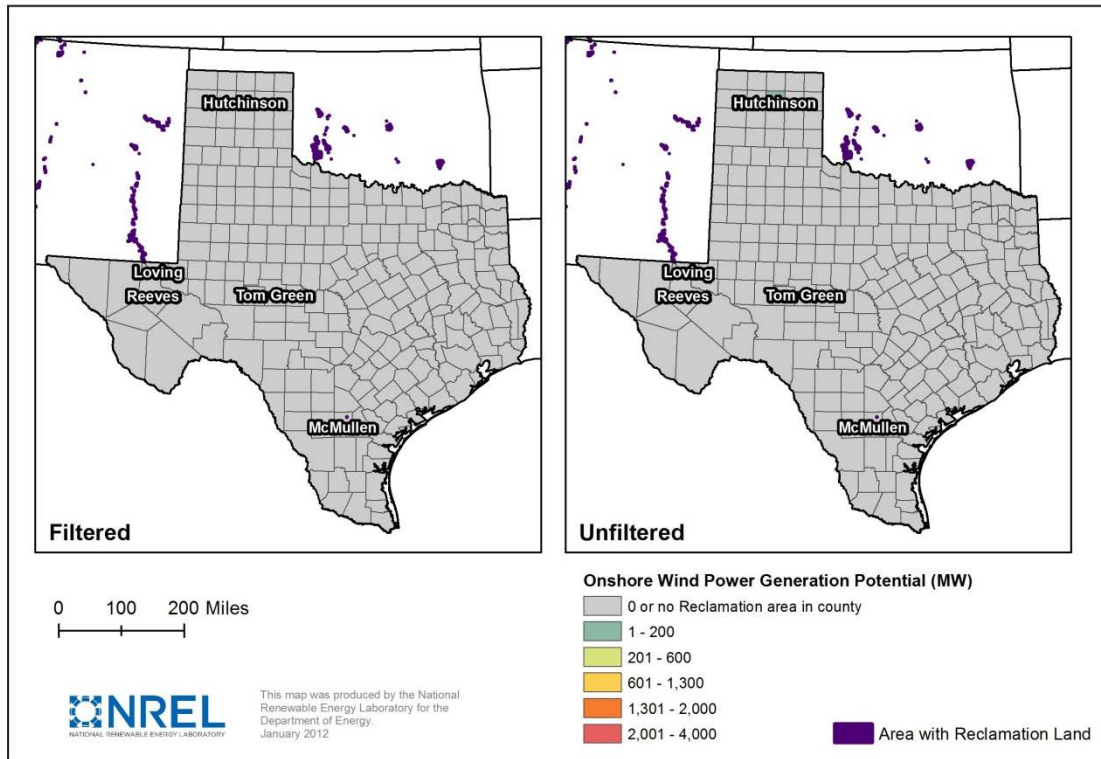 Hutchinson
Loving
Reeves
Tom Green
McMullen
Filtered
Hutchinson
Loving
Reeves
Tom Green
McMullen
Unfiltered
0 100 200 Miles
NREL
NATIONAL RENEWABLE ENERGY LABORATORY
This map was produced by the National
Renewable Energy Laboratory for the
Department of Energy.
January 2012
Onshore Wind Power Generation Potential (MW)
0 or no Reclamation area in county
1 - 200
201 - 600
601 - 1,300
1,301 - 2,000
2,001 - 4,000
Area with Reclamation Land